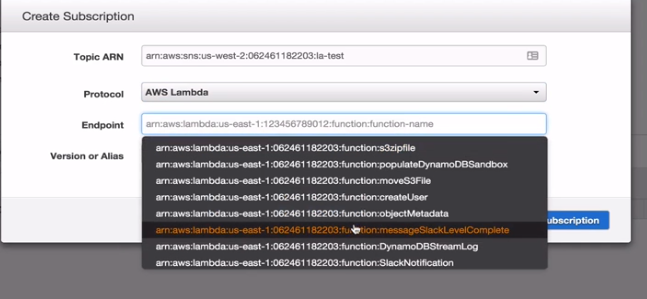 Create Subscription
Topic ARN arn:aws:sns:us-west-2:062461182203:la-test
Protocol AWS Lambda
Endpoint arn:aws:lambda:us-east-1:123456789012:function:function-name
Version or Alias
arn:aws:lambda:us-east-1:062461182203:function:s3zipfile
arn:aws:lambda:us-east-1:062461182203:function:populateDynamoDBSandbox
arn:aws:lambda:us-east-1:062461182203:function:moveS3File
arn:aws:lambda:us-east-1:062461182203:function:createUser
arn:aws:lambda:us-east-1:062461182203:function:objectMetadata
arn:aws:lambda:us-east-1:062461182203:function:messageSlackLevelComplete
arn:aws:lambda:us-east-1:062461182203:function:DynamoDBStreamLog
arn:aws:lambda:us-east-1:062461182203:function:SlackNotification
ubscription